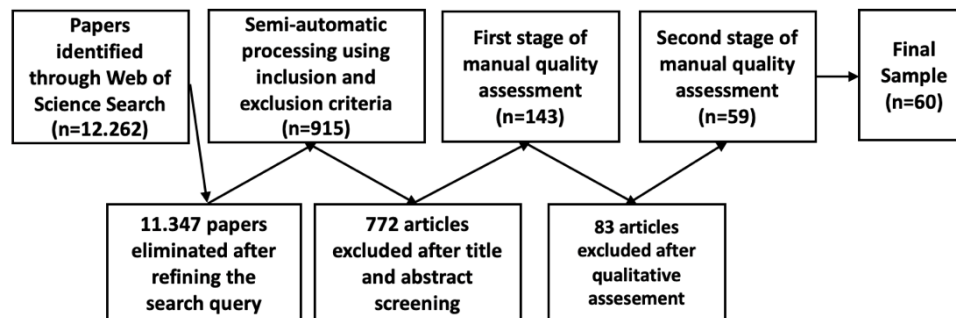 Papers
identified
through Web of
Science Search
(n=12.262)
Semi-automatic
processing using
inclusion and
exclusion criteria
(n=915)
First stage of
manual quality
assessment
(n=143)
Second stage of
manual quality
assessment
(n=59)
Final
Sample
(n=60)
11.347 papers
eliminated after
refining the
search query
772 articles
excluded after title
and abstract
screening
83 articles
excluded after
qualitative
assesement